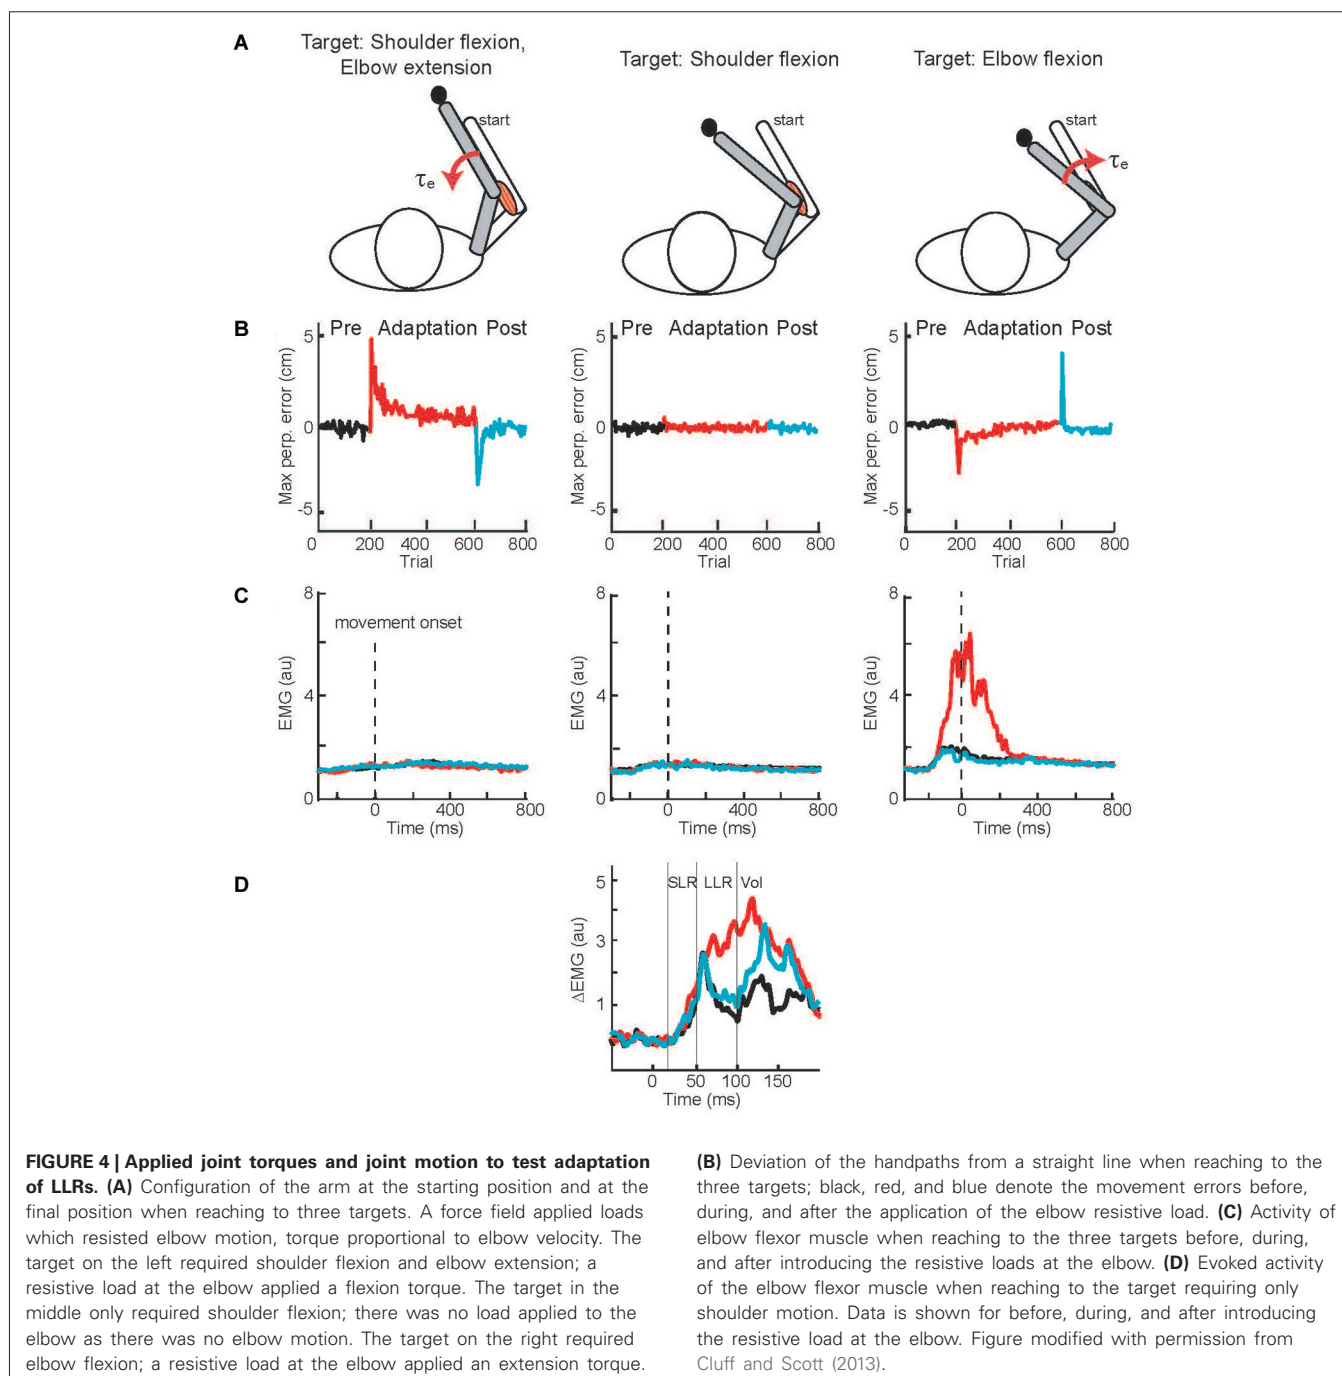 A
Target: Shoulder flexion,
Elbow extension
Target: Shoulder flexion
Target: Elbow flexion
start
start
start
τe
τe
B
Pre Adaptation Post
Pre Adaptation Post
Pre Adaptation Post
Max perp. error (cm)
5
0
-5
0 200 400 600 800
Trial
Max perp. error (cm)
5
0
-5
0 200 400 600 800
Trial
Max perp. error (cm)
5
0
-5
0 200 400 600 800
Trial
C
EMG (au)
8
4
0
movement onset
0 400 800
Time (ms)
EMG (au)
8
4
0
0 400 800
Time (ms)
EMG (au)
8
4
0
0 400 800
Time (ms)
D
ΔEMG (au)
5
3
1
SLR LLR Vol
0 50 100 150
Time (ms)
FIGURE 4 | Applied joint torques and joint motion to test adaptation
of LLRs. (A) Configuration of the arm at the starting position and at the
final position when reaching to three targets. A force field applied loads
which resisted elbow motion, torque proportional to elbow velocity. The
target on the left required shoulder flexion and elbow extension; a
resistive load at the elbow applied a flexion torque. The target in the
middle only required shoulder flexion; there was no load applied to the
elbow as there was no elbow motion. The target on the right required
elbow flexion; a resistive load at the elbow applied an extension torque.
(B) Deviation of the handpaths from a straight line when reaching to the
three targets; black, red, and blue denote the movement errors before,
during, and after the application of the elbow resistive load. (C) Activity of
elbow flexor muscle when reaching to the three targets before, during,
and after introducing the resistive loads at the elbow. (D) Evoked activity
of the elbow flexor muscle when reaching to the target requiring only
shoulder motion. Data is shown for before, during, and after introducing
the resistive load at the elbow. Figure modified with permission from
Cluff and Scott (2013).